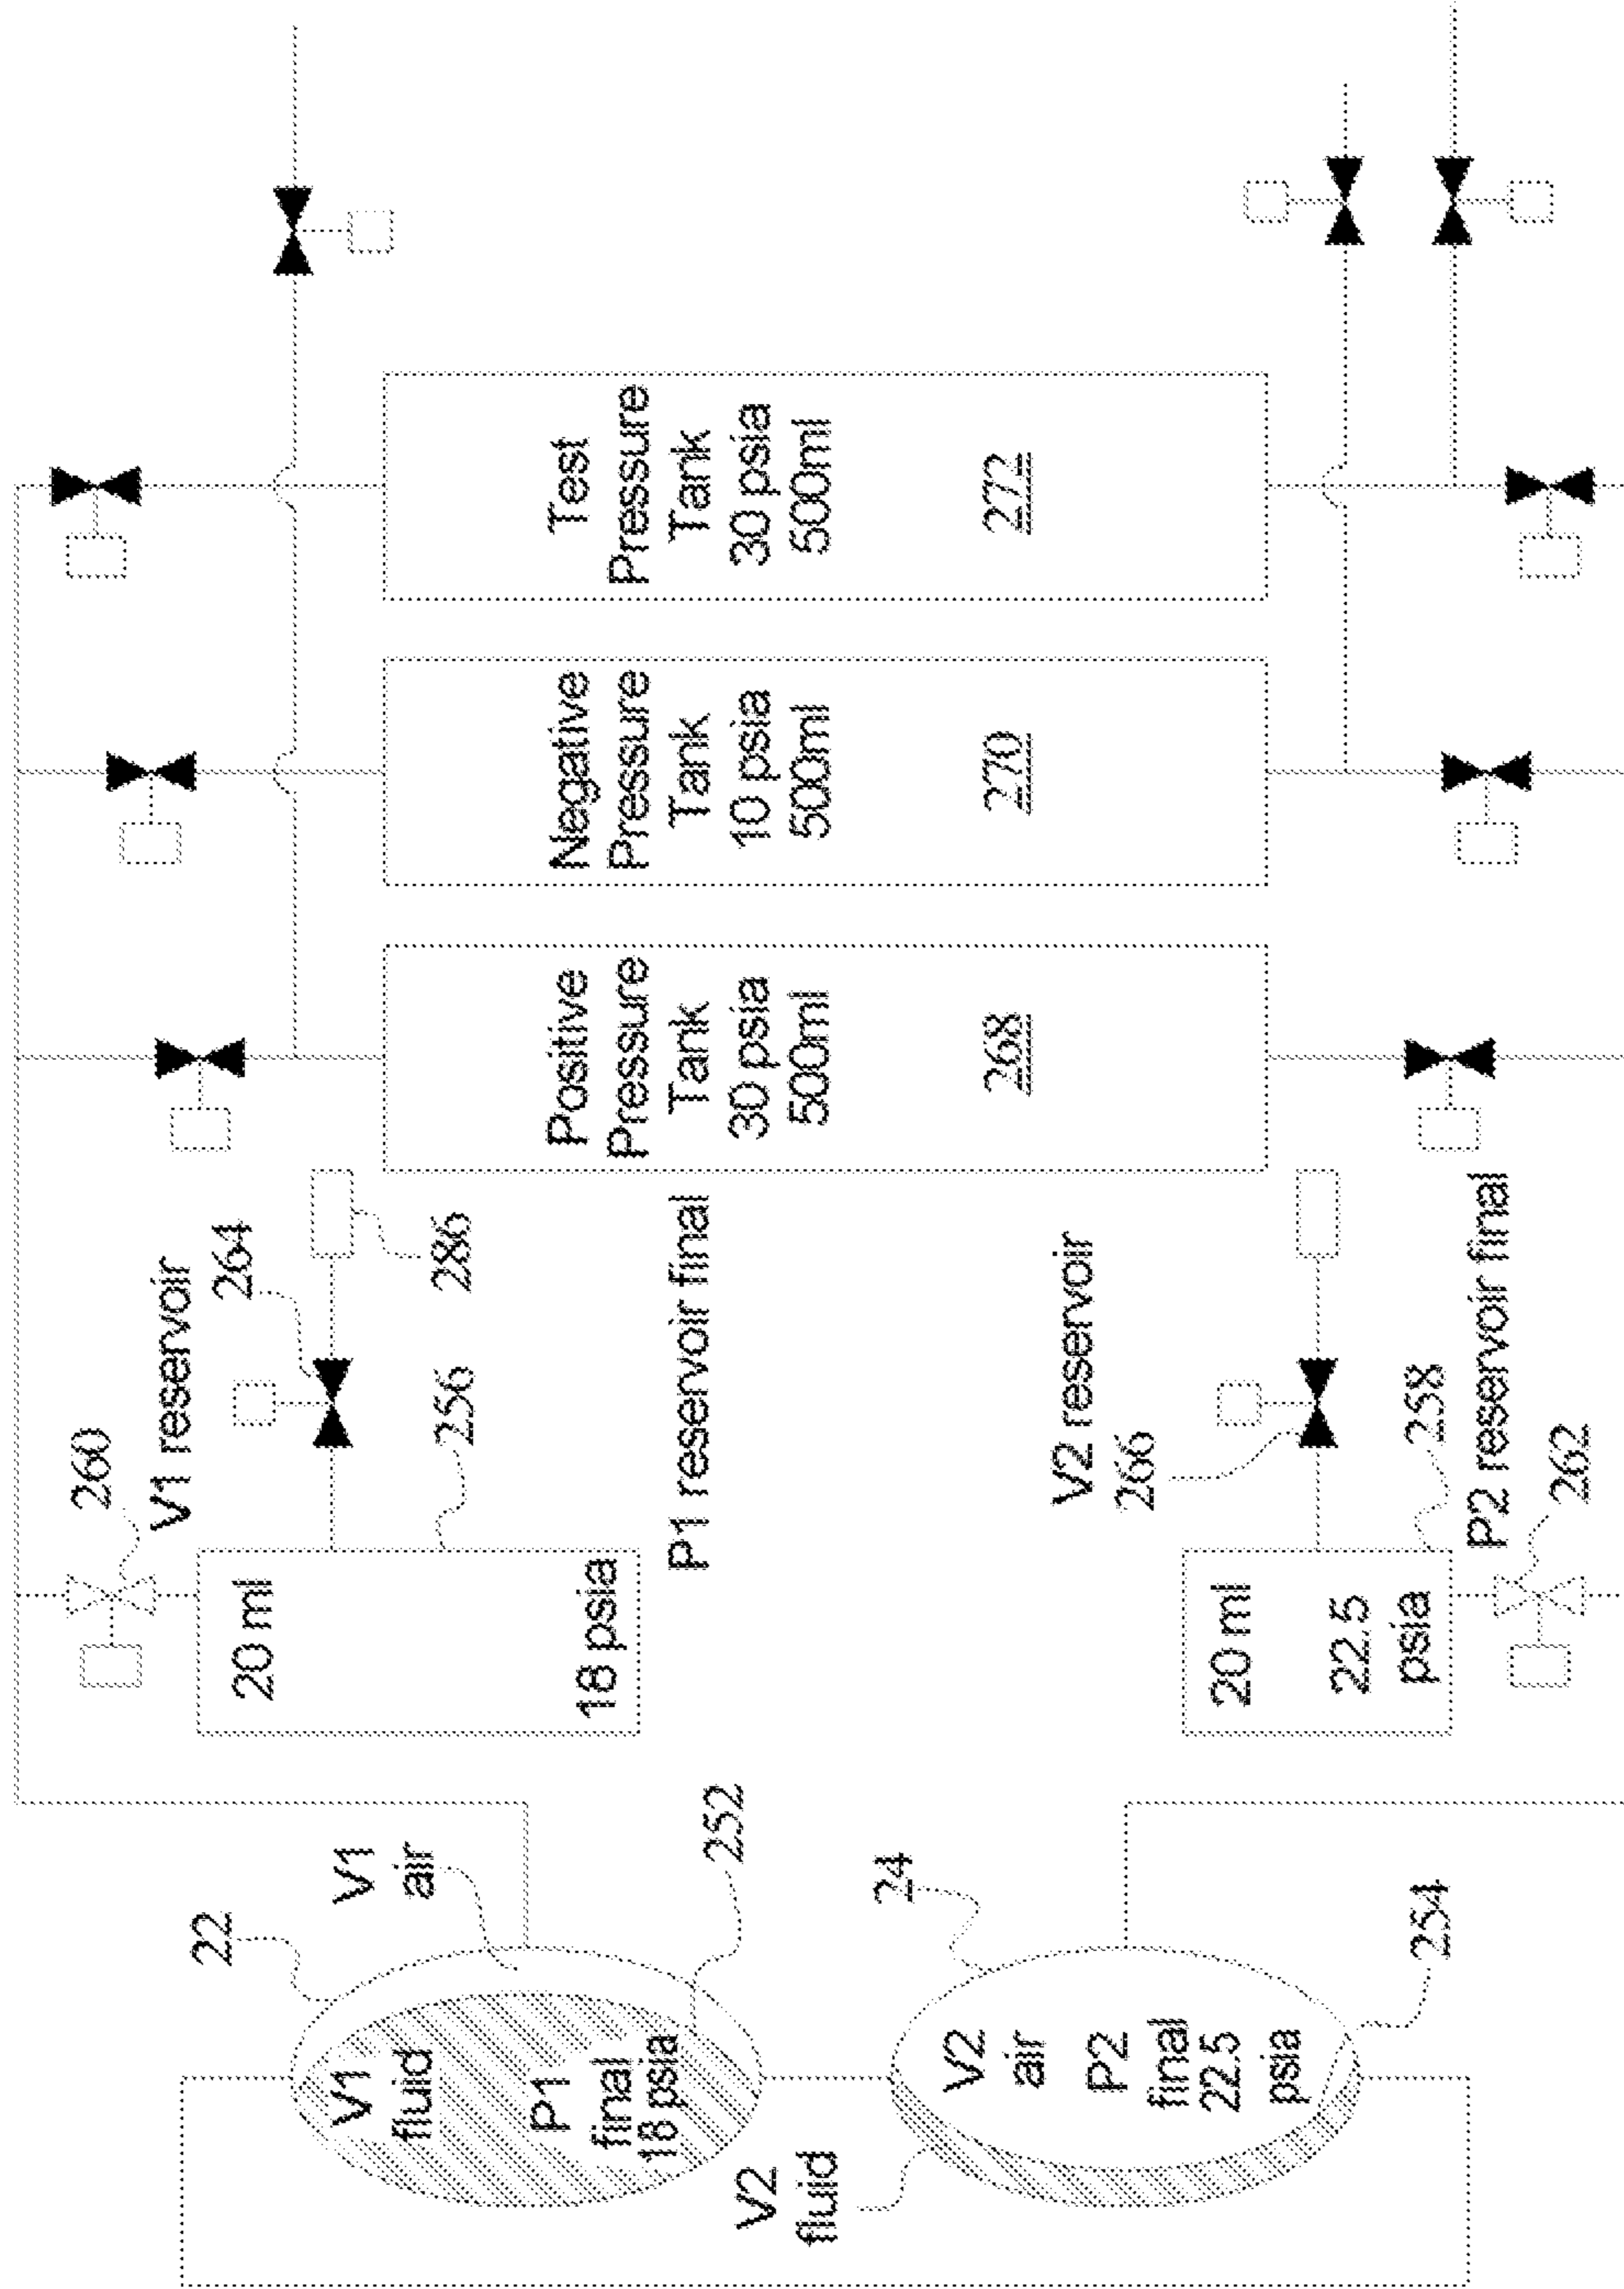 22
V1
air
V1
fluid
P1
final
18 psia
252
V2
fluid
24
V2
air
P2
final
22.5
psia
254
260
V1 reservoir
264
20 ml
18 psia
256
286
P1 reservoir final
V2 reservoir
266
20 ml
22.5
psia
258
P2 reservoir final
262
Positive
Pressure
Tank
30 psia
500ml
268
Negative
Pressure
Tank
10 psia
500ml
270
Test
Pressure
Tank
30 psia
500ml
272